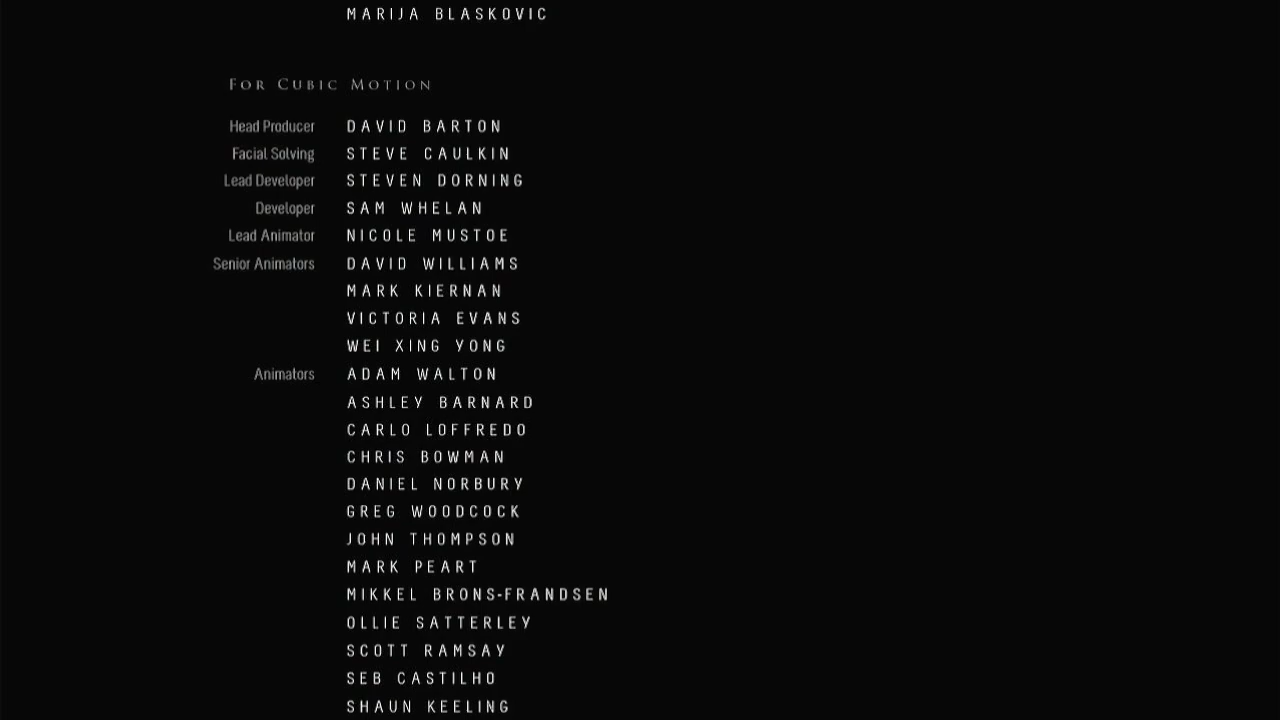 MARIJA BLASKOVIC
FOR CUBIC MOTION
Head Producer DAVID BARTON
Facial Solving STEVE CAULKIN
Lead Developer STEVEN DORNING
Developer SAM WHELAN
Lead Animator NICOLE MUSTOE
Senior Animators DAVID WILLIAMS
MARK KIERNAN
VICTORIA EVANS
WEI XING YONG
Animators ADAM WALTON
ASHLEY BARNARD
CARLO LOFFREDO
CHRIS BOWMAN
DANIEL NORBURY
GREG WOODCOCK
JOHN THOMPSON
MARK PEART
MIKKEL BRONS-FRANDSEN
OLLIE SATTERLEY
SCOTT RAMSAY
SEB CASTILHO
SHAUN KEELING